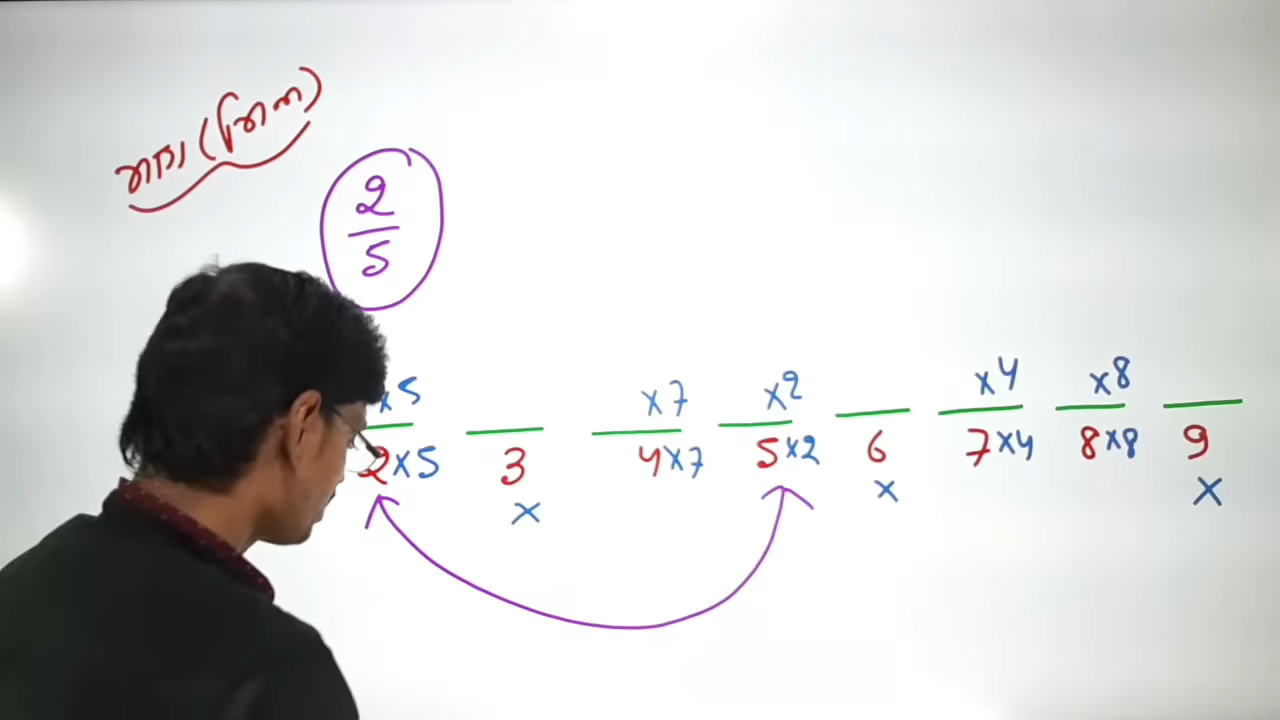 2
5
x5 x7 x2 x4 x8
2x5 3 4x7 5x2 6 7x4 8x8 9
x x x